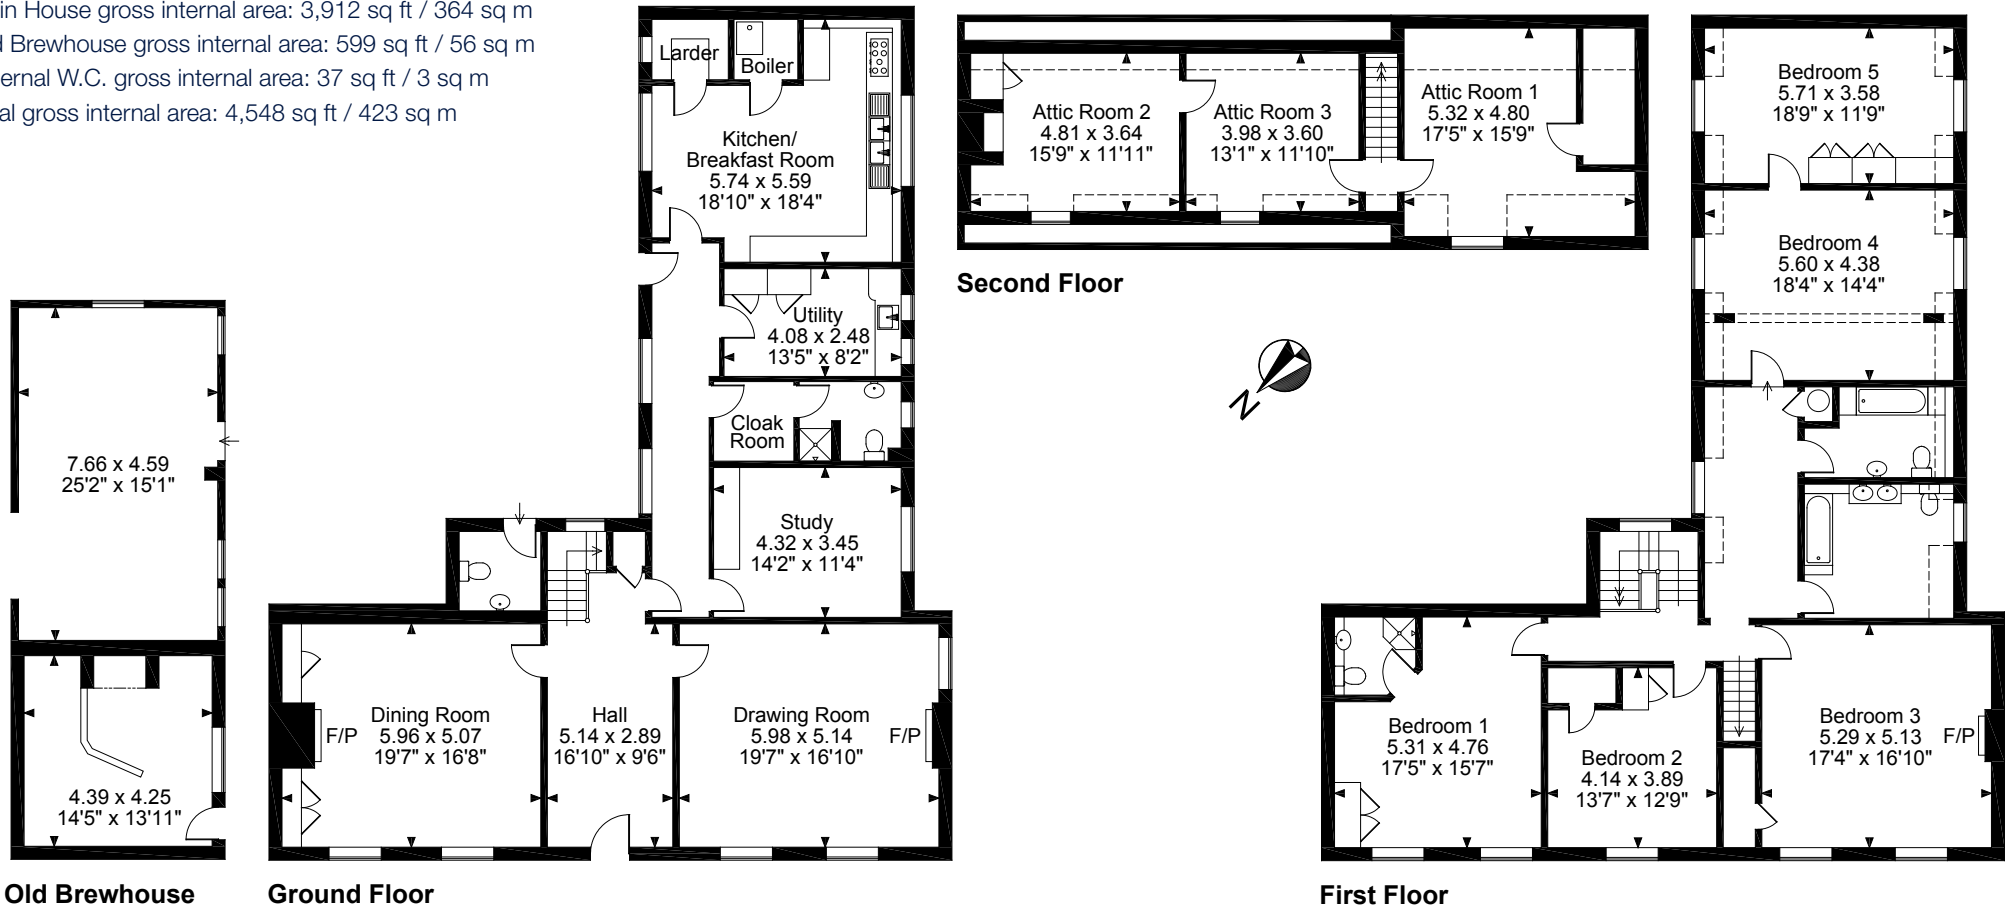 in House gross internal area: 3,912 sq ft / 364 sq m
Brewhouse gross internal area: 599 sq ft / 56 sq m
ernal W.C. gross internal area: 37 sq ft / 3 sq m
al gross internal area: 4,548 sq ft / 423 sq m
Larder
Boiler
Kitchen/
Breakfast Room
5.74 x 5.59
18'10" x 18'4"
Utility
4.08 x 2.48
13'5" x 8'2"
Cloak
Room
Study
4.32 x 3.45
14'2" x 11'4"
Dining Room
5.96 x 5.07
19'7" x 16'8"
F/P
Hall
5.14 x 2.89
16'10" x 9'6"
Drawing Room
5.98 x 5.14
19'7" x 16'10"
F/P
Ground Floor
7.66 x 4.59
25'2" x 15'1"
4.39 x 4.25
14'5" x 13'11"
Old Brewhouse
Attic Room 2
4.81 x 3.64
15'9" x 11'11"
Attic Room 3
3.98 x 3.60
13'1" x 11'10"
Attic Room 1
5.32 x 4.80
17'5" x 15'9"
Second Floor
N
Bedroom 5
5.71 x 3.58
18'9" x 11'9"
Bedroom 4
5.60 x 4.38
18'4" x 14'4"
Bedroom 1
5.31 x 4.76
17'5" x 15'7"
Bedroom 2
4.14 x 3.89
13'7" x 12'9"
Bedroom 3
5.29 x 5.13
17'4" x 16'10"
F/P
First Floor